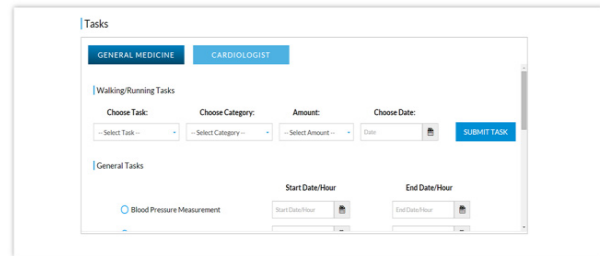 Tasks
GENERAL MEDICINE CARDIOLOGIST
Walking/Running Tasks
Choose Task: Choose Category: Amount: Choose Date:
-- Select Task -- -- Select Category -- -- Select Amount -- Date SUBMIT TASK
General Tasks
Start Date/Hour End Date/Hour
Blood Pressure Measurement Start Date/Hour End Date/Hour